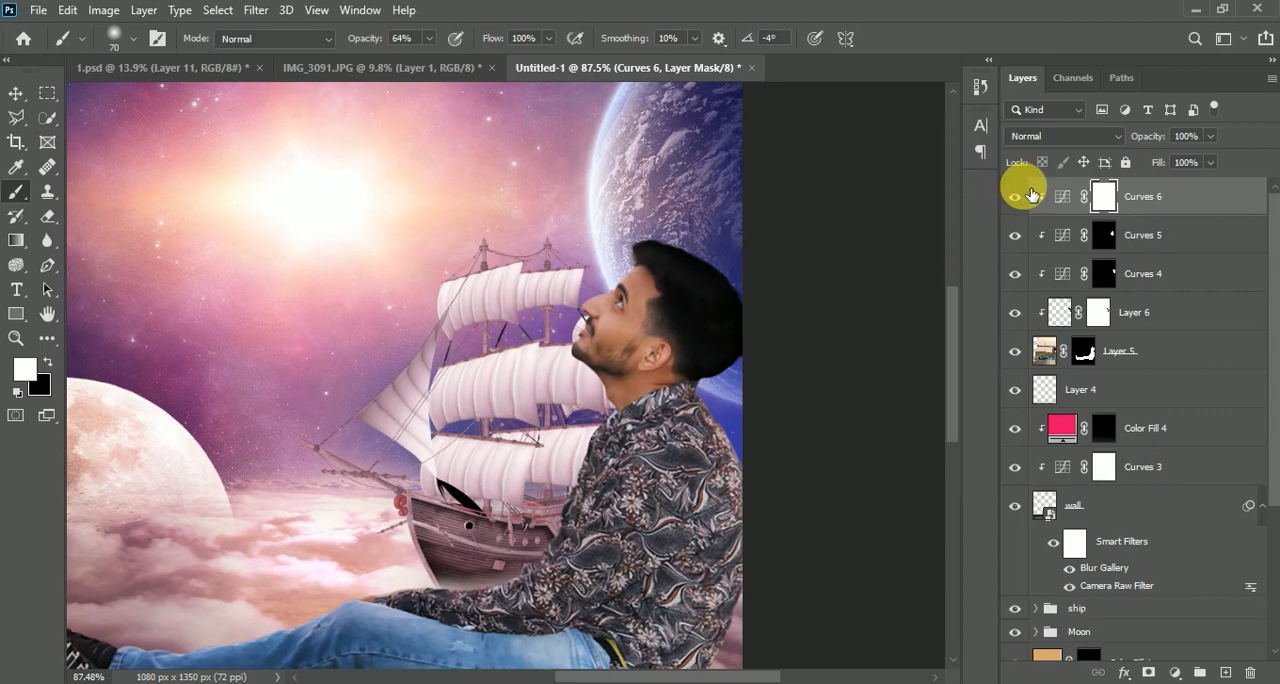 Ps File Edit Image Layer Type Select Filter 3D View Window Help
70 Mode: Normal Opacity: 64% Flow: 100% Smoothing: 10% -4°
1.psd @ 13.9% (Layer 11, RGB/8#) * × IMG_3091.JPG @ 9.8% (Layer 1, RGB/8) * × Untitled-1 @ 87.5% (Curves 6, Layer Mask/8) * ×
Layers Channels Paths
Kind
Normal Opacity: 100%
Lock: Fill: 100%
Curves 6
Curves 5
Curves 4
Layer 6
Layer 5
Layer 4
Color Fill 4
Curves 3
wall
Smart Filters
Blur Gallery
Camera Raw Filter
ship
Moon
87.48% 1080 px x 1350 px (72 ppi)